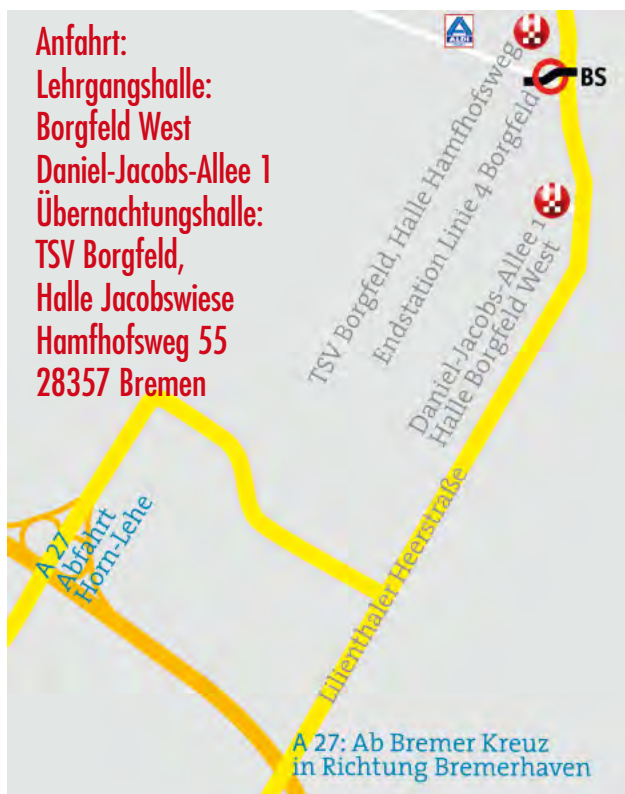 Anfahrt:
Lehrgangshalle:
Borgfeld West
Daniel-Jacobs-Allee 1
Übernachtungshalle:
TSV Borgfeld,
Halle Jacobswiese
Hamfhofsweg 55
28357 Bremen
ALDI
BS
TSV Borgfeld, Halle Hamfhofsweg
Endstation Linie 4 Borgfeld
Daniel-Jacobs-Allee 1
Halle Borgfeld West
Lilienthaler Heerstraße
A 27
Abfahrt
Horn-Lehe
A 27: Ab Bremer Kreuz
in Richtung Bremerhaven